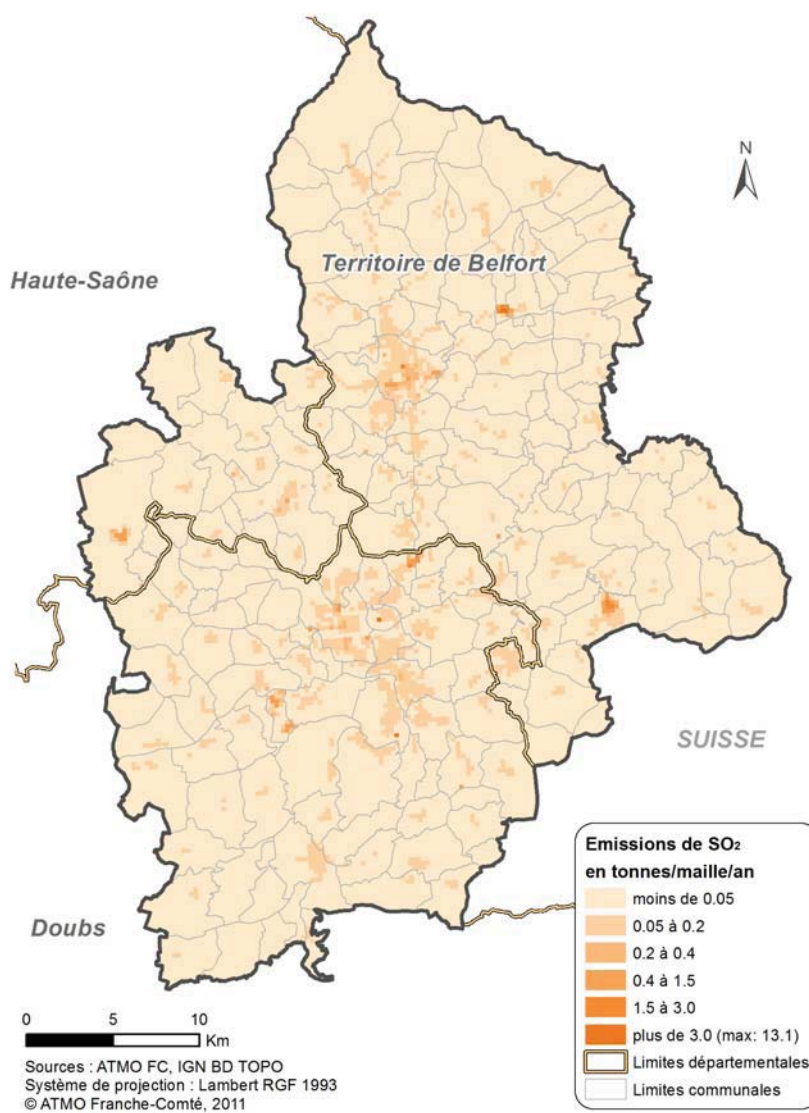 N
Haute-Saône
Territoire de Belfort
SUISSE
Doubs
Emissions de SO₂
en tonnes/maille/an
moins de 0.05
0.05 à 0.2
0.2 à 0.4
0.4 à 1.5
1.5 à 3.0
plus de 3.0 (max: 13.1)
Limites départementales
Limites communales
0 5 10
Km
Sources : ATMO FC, IGN BD TOPO
Système de projection : Lambert RGF 1993
© ATMO Franche-Comté, 2011